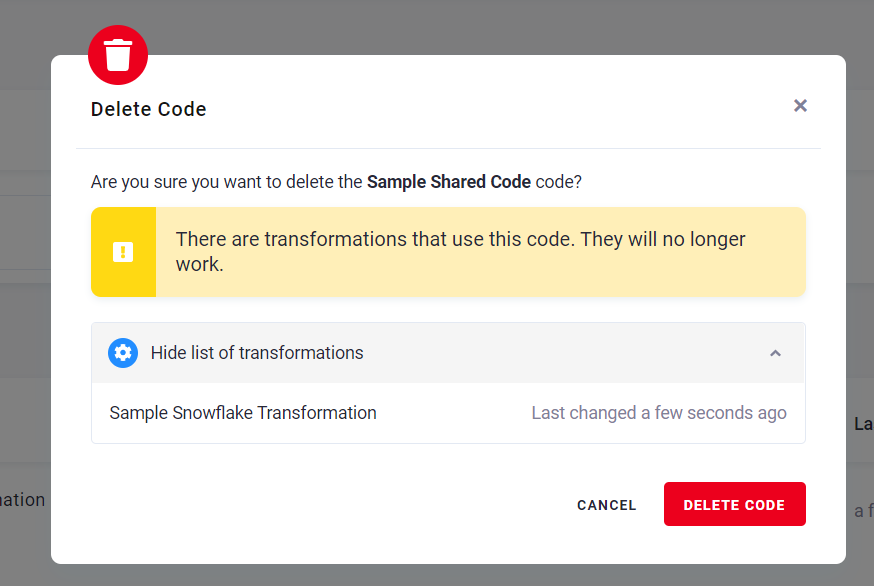 Delete Code
Are you sure you want to delete the Sample Shared Code code?
There are transformations that use this code. They will no longer
work.
Hide list of transformations
Sample Snowflake Transformation Last changed a few seconds ago
La
nation
a f
CANCEL DELETE CODE